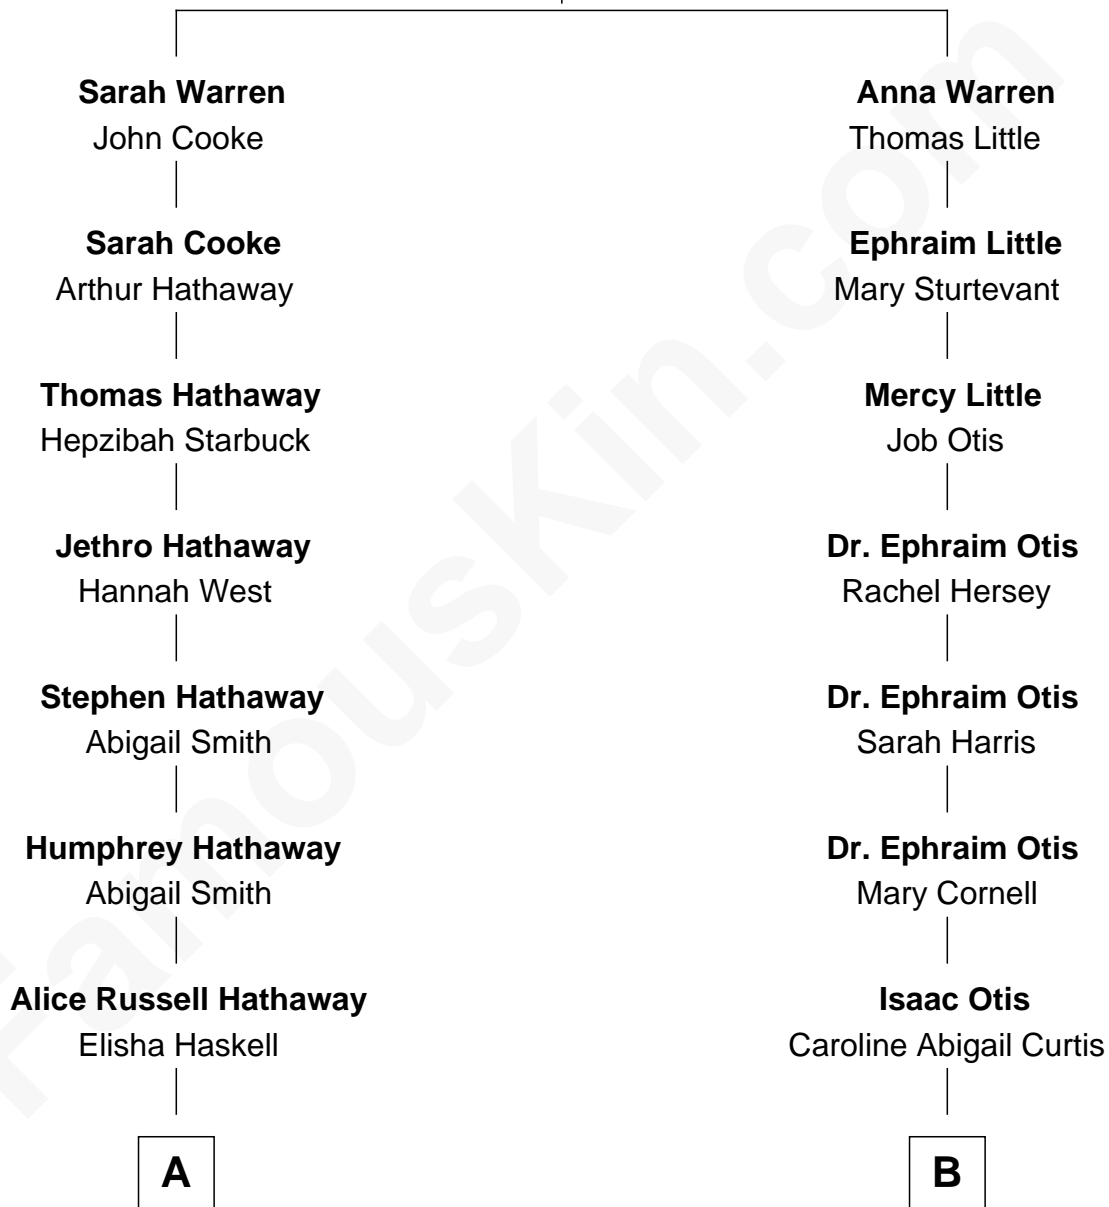 Sarah Warren
John Cooke
Sarah Cooke
Arthur Hathaway
Thomas Hathaway
Hepzibah Starbuck
Jethro Hathaway
Hannah West
Stephen Hathaway
Abigail Smith
Humphrey Hathaway
Abigail Smith
Alice Russell Hathaway
Elisha Haskell
A
Anna Warren
Thomas Little
Ephraim Little
Mary Sturtevant
Mercy Little
Job Otis
Dr. Ephraim Otis
Rachel Hersey
Dr. Ephraim Otis
Sarah Harris
Dr. Ephraim Otis
Mary Cornell
Isaac Otis
Caroline Abigail Curtis
B
FamousKin.com